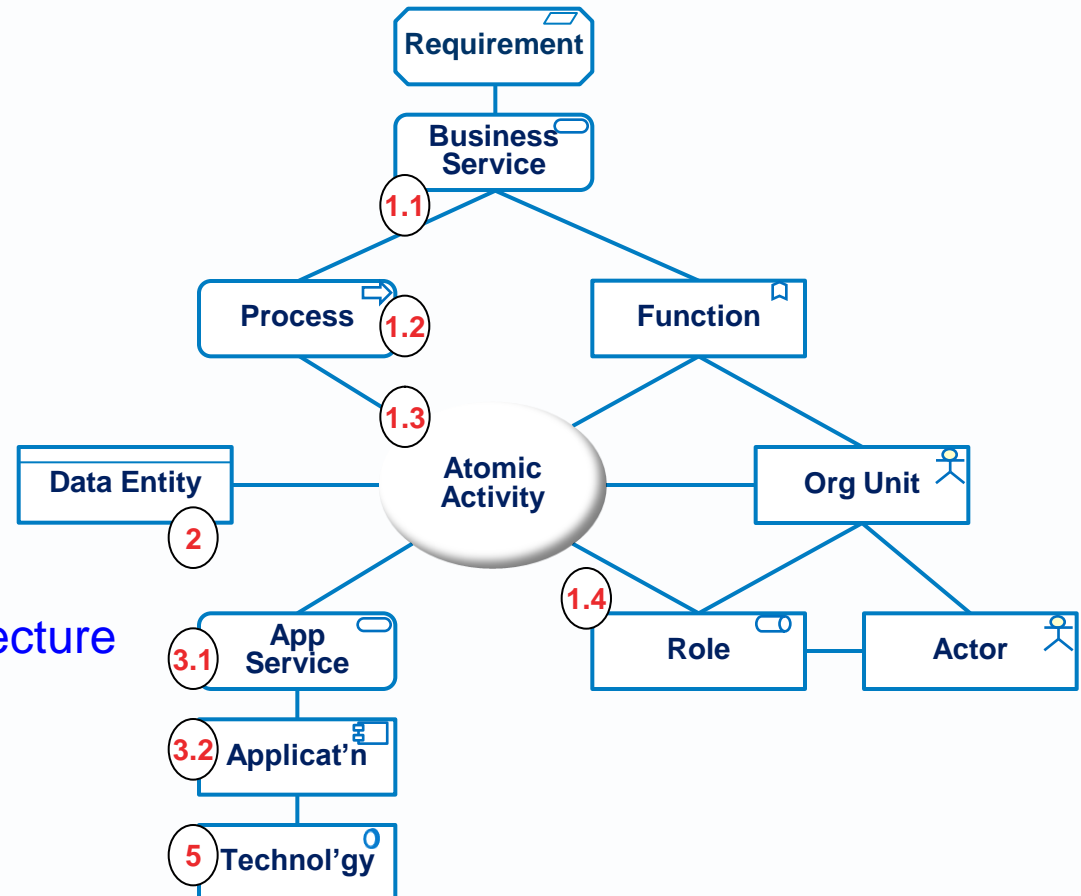 Requirement
Business
Service
1.1
Process
1.2
Function
1.3
Atomic
Activity
Data Entity
2
Org Unit
1.4
ecture
3.1
App
Service
Role
Actor
3.2
Applicat'n
5
Technol'gy